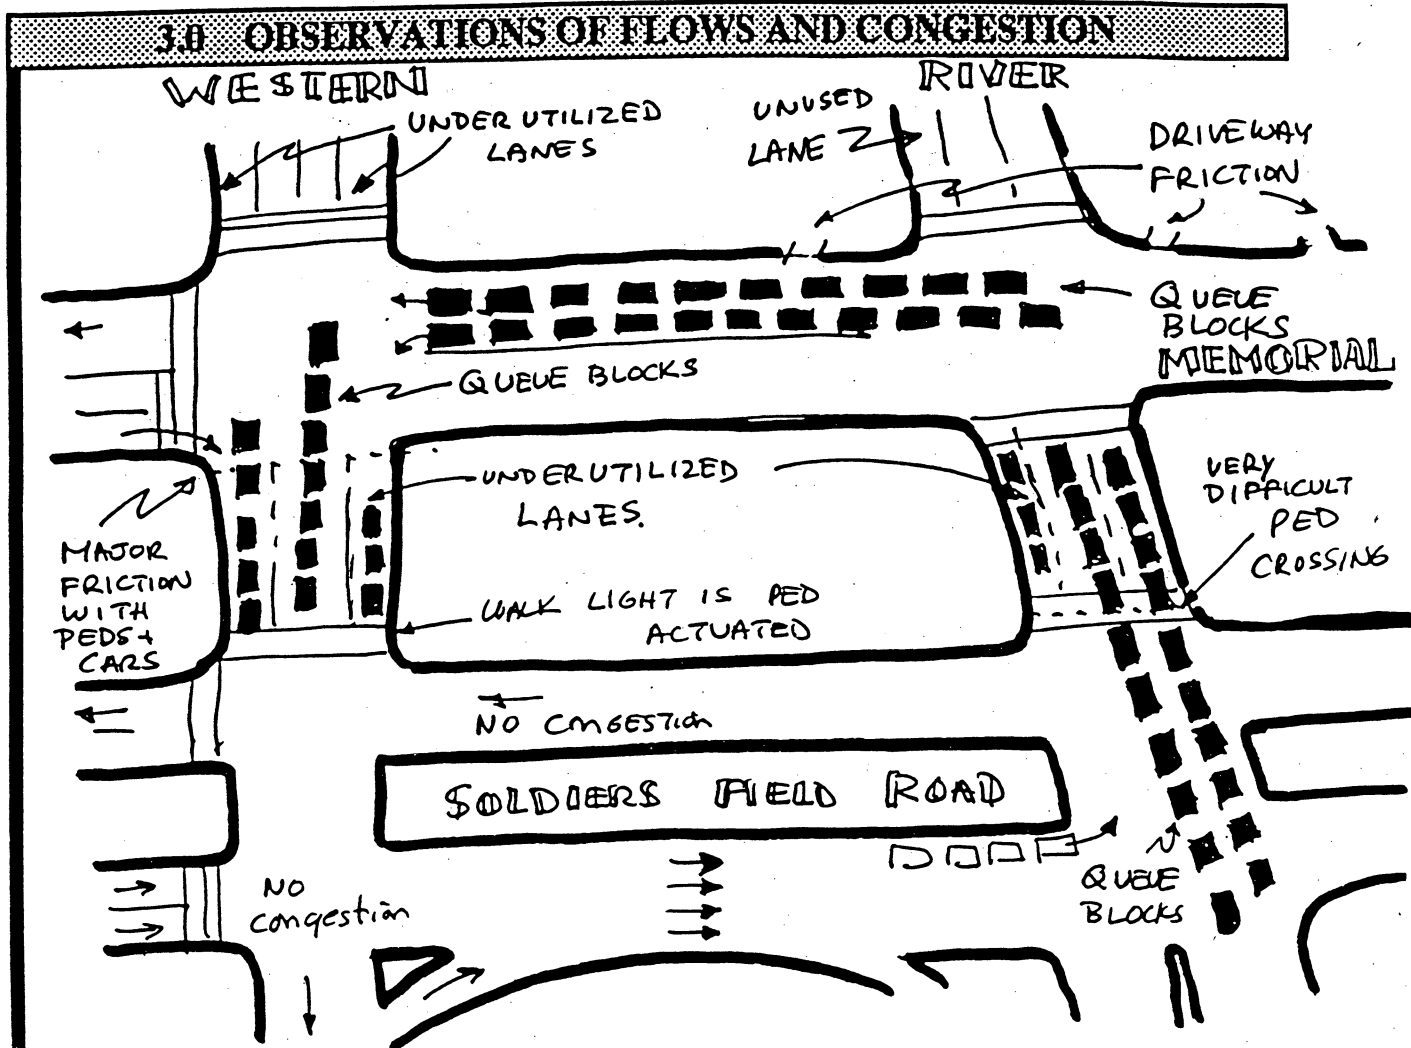 3.0 OBSERVATIONS OF FLOWS AND CONGESTION
WESTERN
RIVER
UNDER UTILIZED
LANES
UNUSED
LANE
DRIVEWAY
FRICTION
QUEUE
BLOCKS
MEMORIAL
QUEUE BLOCKS
UNDERUTILIZED
LANES.
VERY
DIFFICULT
PED
CROSSING
MAJOR
FRICTION
WITH
PEDS+
CARS
WALK LIGHT IS PED
ACTUATED
NO CONGESTION
SOLDIERS FIELD ROAD
NO
congestion
QUEUE
BLOCKS